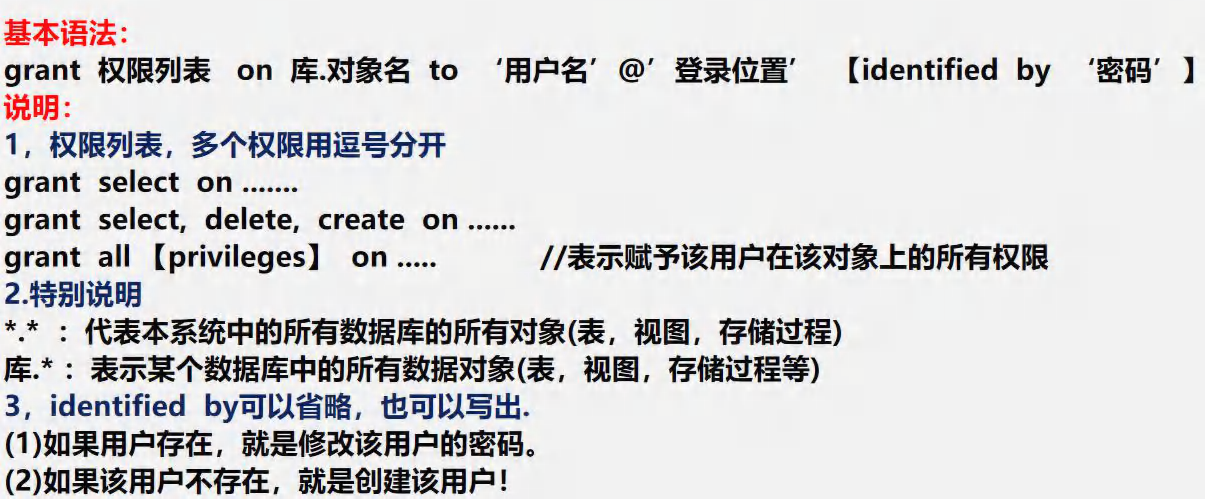 基本语法：
grant 权限列表 on 库.对象名 to ‘用户名’@’登录位置’ 【identified by ‘密码’】
说明：
1，权限列表，多个权限用逗号分开
grant select on .......
grant select, delete, create on ......
grant all 【privileges】 on ..... //表示赋予该用户在该对象上的所有权限
2.特别说明
*.* ：代表本系统中的所有数据库的所有对象(表，视图，存储过程)
库.* ：表示某个数据库中的所有数据对象(表，视图，存储过程等)
3，identified by可以省略，也可以写出.
(1)如果用户存在，就是修改该用户的密码。
(2)如果该用户不存在，就是创建该用户！